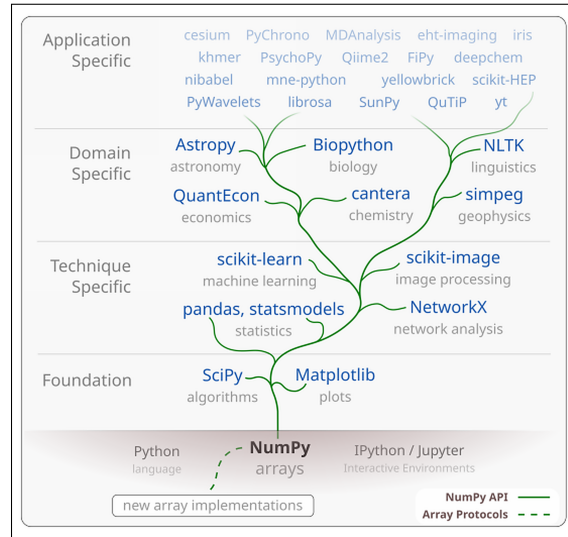 Application
Specific
cesium PyChrono MDAnalysis eht-imaging iris
khmer PsychoPy Qiime2 FiPy deepchem
nibabel mne-python yellowbrick scikit-HEP
PyWavelets librosa SunPy QuTiP yt
Domain
Specific
Astropy Biopython NLTK
astronomy biology linguistics
QuantEcon cantera simpeg
economics chemistry geophysics
Technique
Specific
scikit-learn scikit-image
machine learning image processing
pandas, statsmodels NetworkX
statistics network analysis
Foundation
SciPy Matplotlib
algorithms plots
Python NumPy IPython / Jupyter
language arrays Interactive Environments
new array implementations
NumPy API
Array Protocols